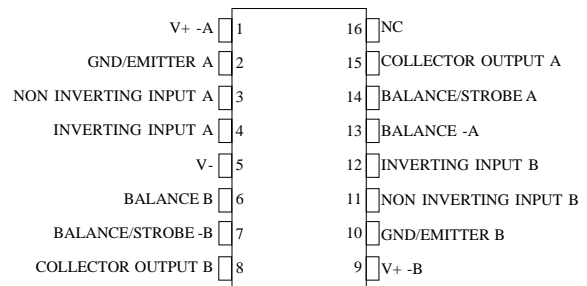 V+ -A 1 16 NC
GND/EMITTER A 2 15 COLLECTOR OUTPUT A
NON INVERTING INPUT A 3 14 BALANCE/STROBE A
INVERTING INPUT A 4 13 BALANCE -A
V- 5 12 INVERTING INPUT B
BALANCE B 6 11 NON INVERTING INPUT B
BALANCE/STROBE -B 7 10 GND/EMITTER B
COLLECTOR OUTPUT B 8 9 V+ -B